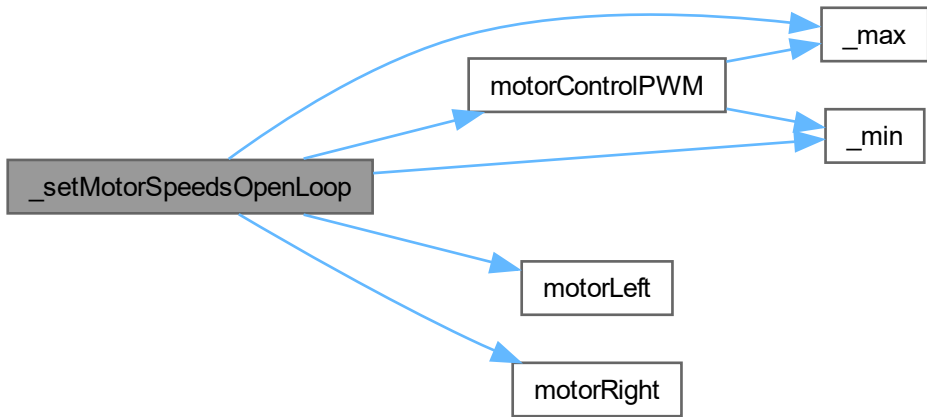 _max
motorControlPWM
_min
_setMotorSpeedsOpenLoop
motorLeft
motorRight